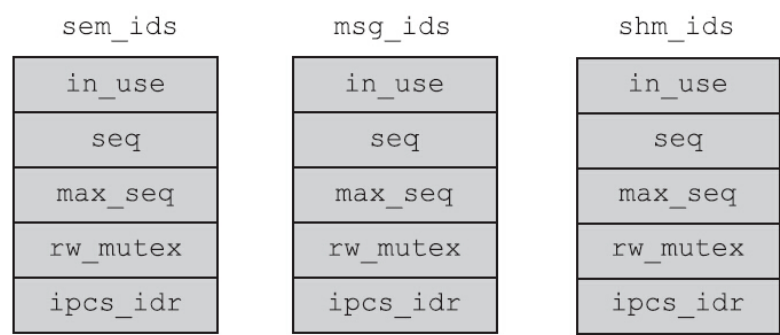 sem_ids msg_ids shm_ids
in_use in_use in_use
seq seq seq
max_seq max_seq max_seq
rw_mutex rw_mutex rw_mutex
ipcs_idr ipcs_idr ipcs_idr